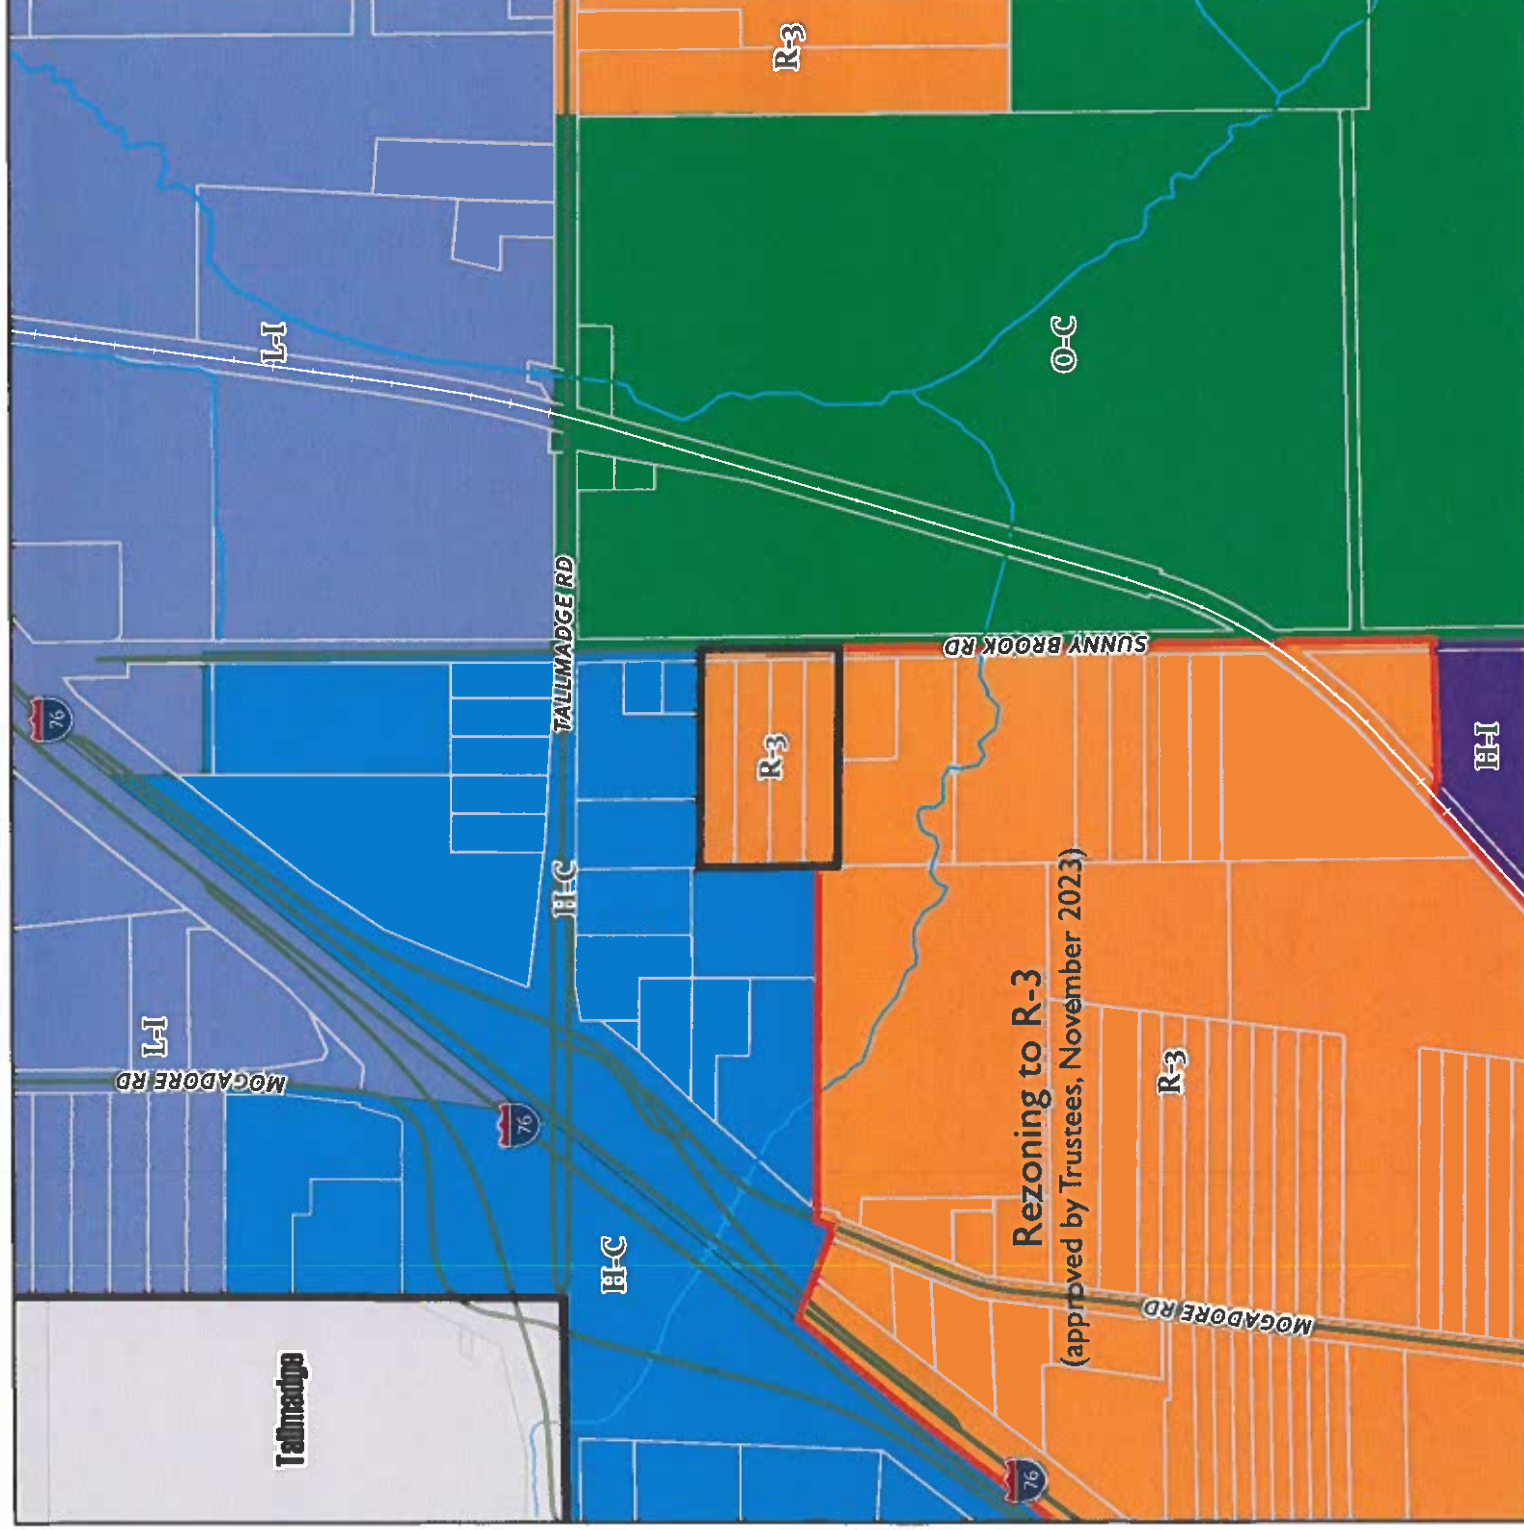 76
L-I
MOGADORE RD
Tallmadge
L-I
76
H-C
TALLMADGE RD
H-C
R-3
R-3
76
Rezoning to R-3
(approved by Trustees, November 2023)
SUNNY BROOK RD
O-C
R-3
MOGADORE RD
H-I